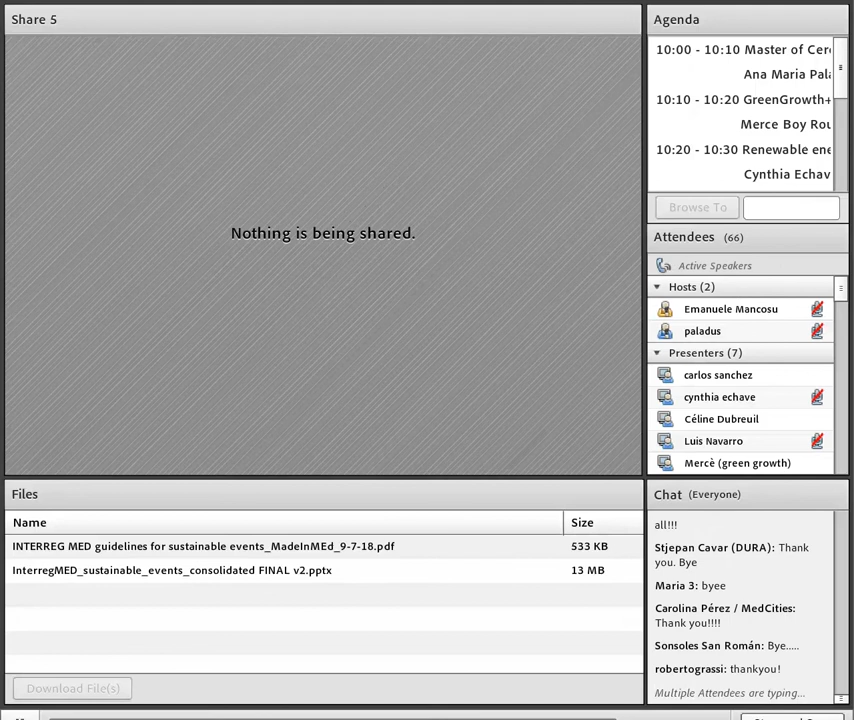 Share 5
Nothing is being shared.
Agenda
10:00 - 10:10 Master of Cer
Ana Maria Pala
10:10 - 10:20 GreenGrowth+
Merce Boy Rou
10:20 - 10:30 Renewable ene
Cynthia Echav
Browse To
Attendees (66)
Active Speakers
Hosts (2)
Emanuele Mancosu
paladus
Presenters (7)
carlos sanchez
cynthia echave
Céline Dubreuil
Luis Navarro
Mercè (green growth)
Files
Name Size
INTERREG MED guidelines for sustainable events_MadeInMEd_9-7-18.pdf 533 KB
InterregMED_sustainable_events_consolidated FINAL v2.pptx 13 MB
Download File(s)
Chat (Everyone)
all!!!
Stjepan Cavar (DURA): Thank
you. Bye
Maria 3: byee
Carolina Pérez / MedCities:
Thank you!!!!
Sonsoles San Román: Bye.....
robertograssi: thankyou!
Multiple Attendees are typing...